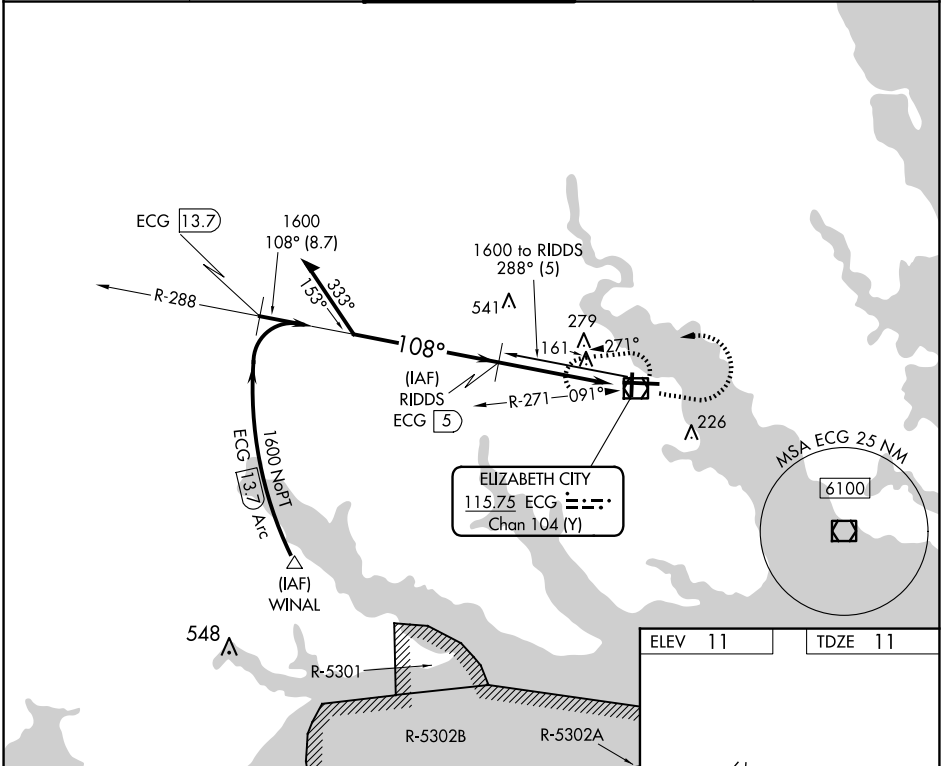 ECG 13.7
1600
108° (8.7)
R-288
333°
153°
1600 to RIDDS
288° (5)
541
279
161
271°
108°
(IAF)
RIDDS
ECG 5
R-271
091°
226
1600 NoPT
ECG 13.7 Arc
(IAF)
WINAL
ELIZABETH CITY
115.75 ECG
Chan 104 (Y)
MSA ECG 25 NM
6100
548
R-5301
R-5302B
R-5302A
ELEV 11
TDZE 11